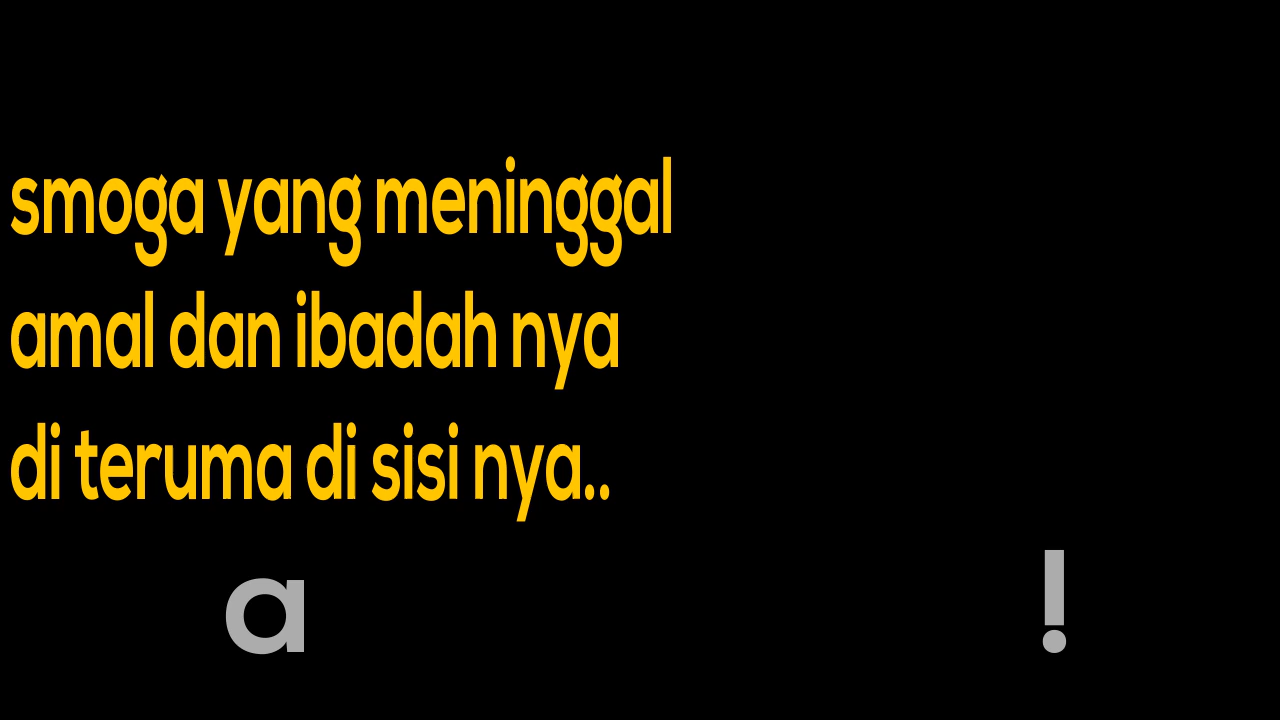 smoga yang meninggal
amal dan ibadah nya
di teruma di sisi nya..
a !